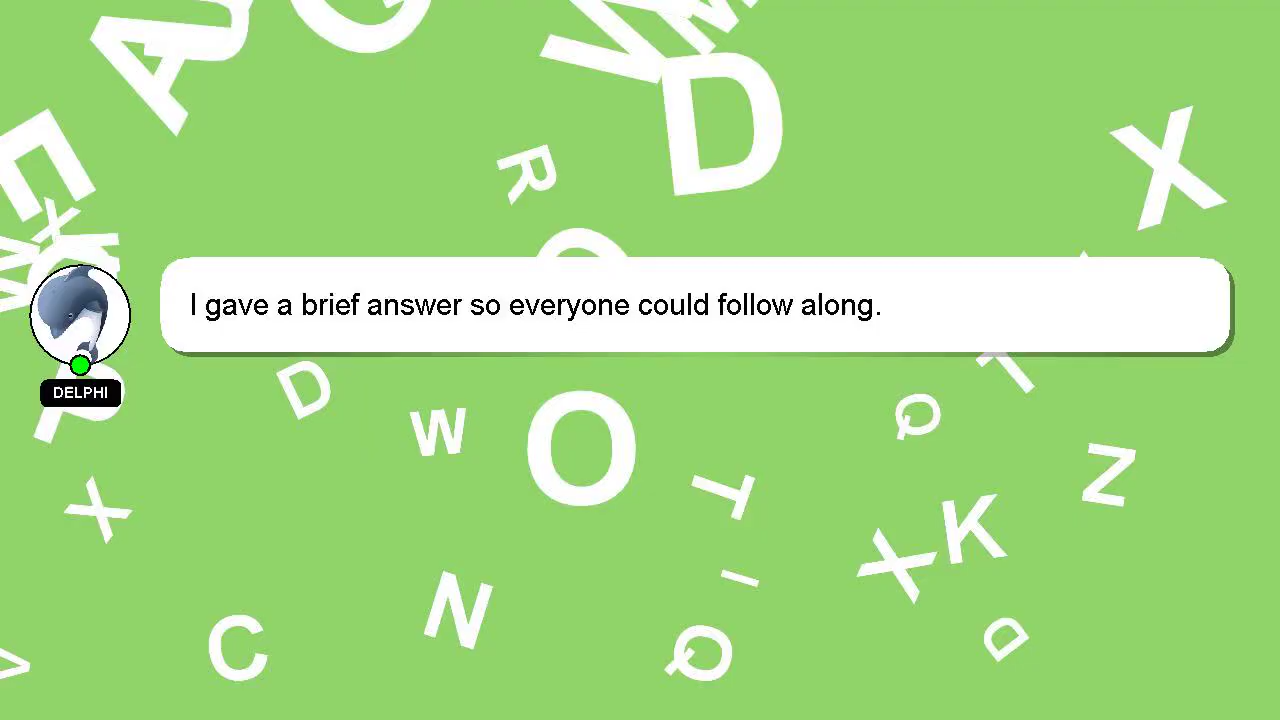 I gave a brief answer so everyone could follow along.
DELPHI
A
G
W
M
D
E
R
X
X
W
D
W
O
T
Q
T
Z
X
K
X
I
N
C
Q
D
V